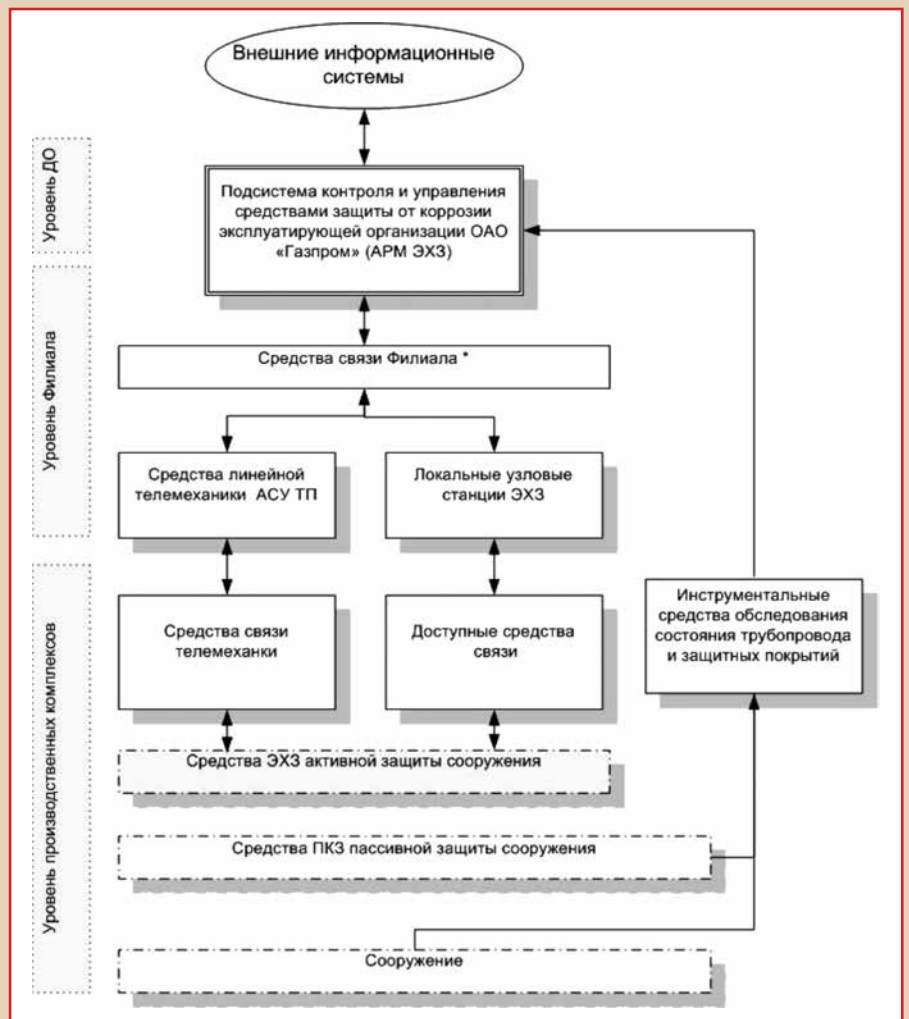 Внешние информационные
системы
Уровень ДО
Подсистема контроля и управления
средствами защиты от коррозии
эксплуатирующей организации ОАО
«Газпром» (АРМ ЭХЗ)
Уровень Филиала
Средства связи Филиала *
Средства линейной
телемеханики АСУ ТП
Локальные узловые
станции ЭХЗ
Уровень производственных комплексов
Средства связи
телемеханки
Доступные средства
связи
Инструментальные
средства обследования
состояния трубопровода
и защитных покрытий
Средства ЭХЗ активной защиты сооружения
Средства ПКЗ пассивной защиты сооружения
Сооружение